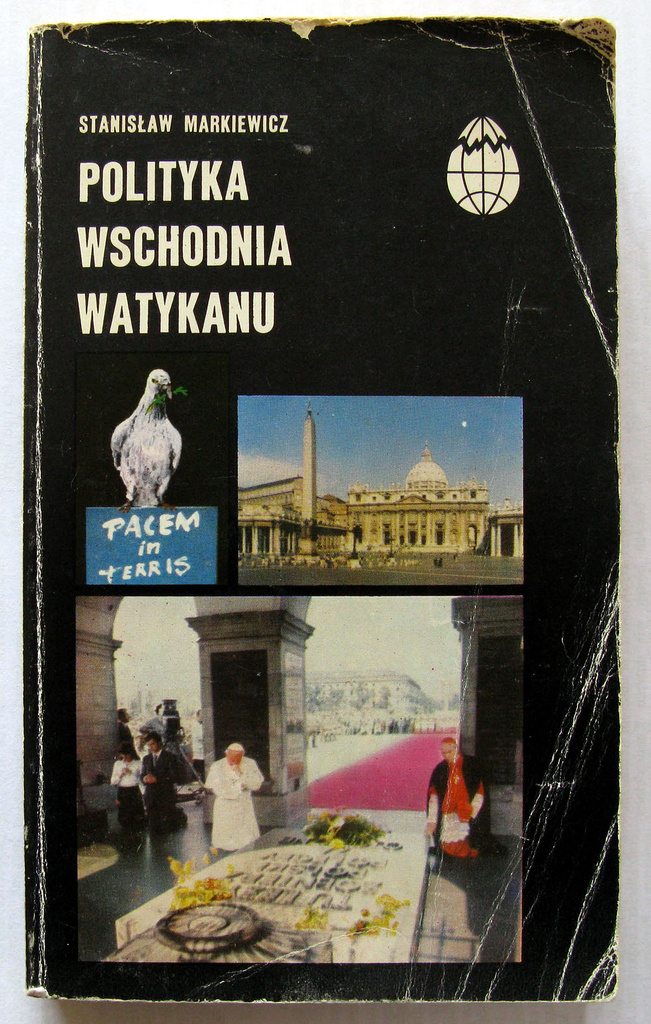 STANISŁAW MARKIEWICZ
POLITYKA
WSCHODNIA
WATYKANU
PACEM
in
tERRIS